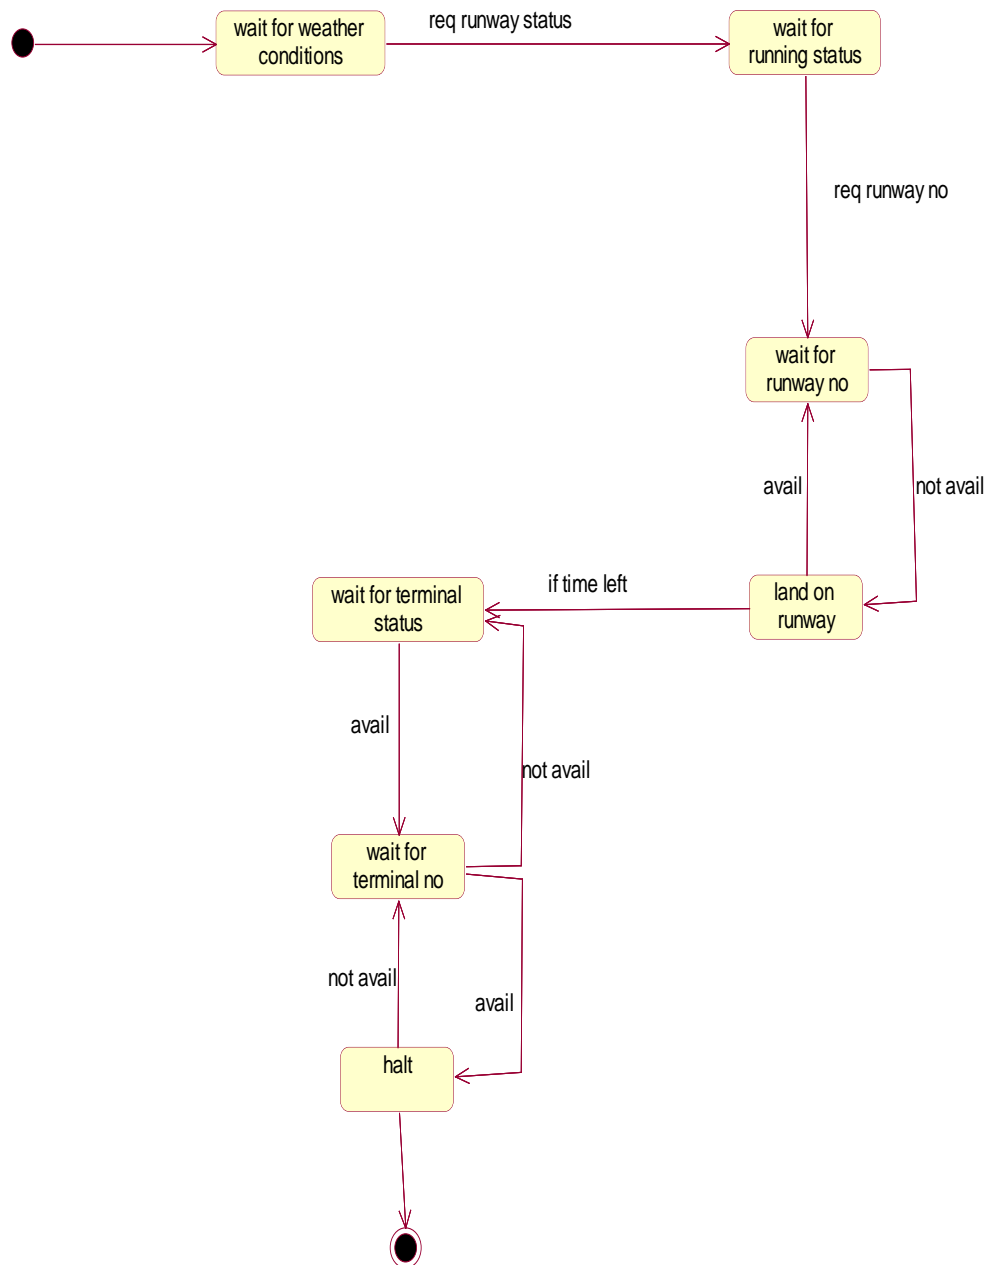 req runway status
wait for weather
conditions
wait for
running status
req runway no
wait for
runway no
avail
not avail
if time left
land on
runway
wait for terminal
status
avail
not avail
wait for
terminal no
not avail
avail
halt